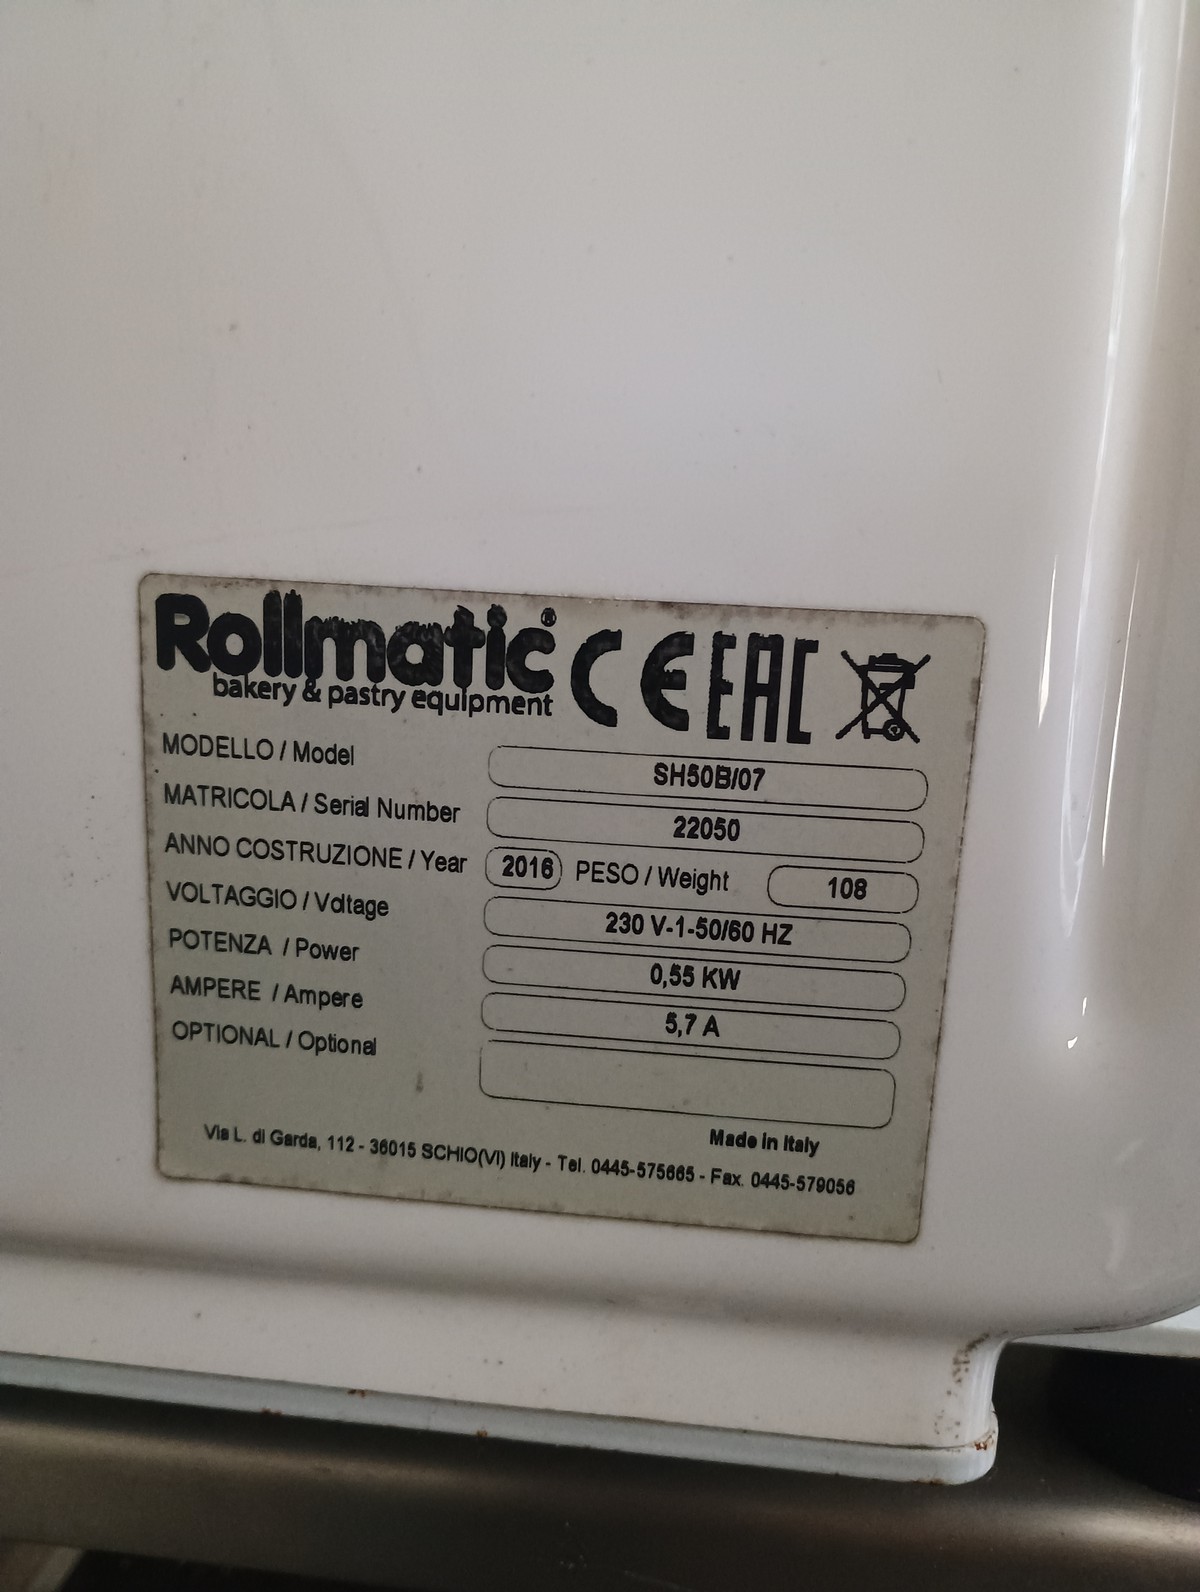 Rollmatic® CE EAC
bakery & pastry equipment
MODELLO / Model SH50B/07
MATRICOLA / Serial Number 22050
ANNO COSTRUZIONE / Year 2016 PESO / Weight 108
VOLTAGGIO / Voltage 230 V-1-50/60 HZ
POTENZA / Power 0,55 KW
AMPERE / Ampere 5,7 A
OPTIONAL / Optional
Made in Italy
Via L. di Garda, 112 - 36015 SCHIO(VI) Italy - Tel. 0445-575665 - Fax. 0445-579056